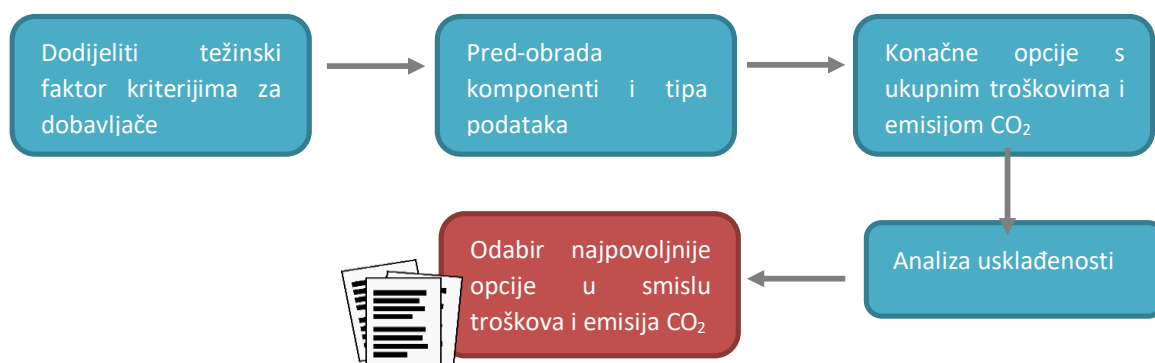 Dodijeliti težinski
faktor kriterijima za
dobavljače
Pred-obrada
komponenti i tipa
podataka
Konačne opcije s
ukupnim troškovima i
emisijom CO₂
Analiza usklađenosti
Odabir najpovoljnije
opcije u smislu
troškova i emisija CO₂